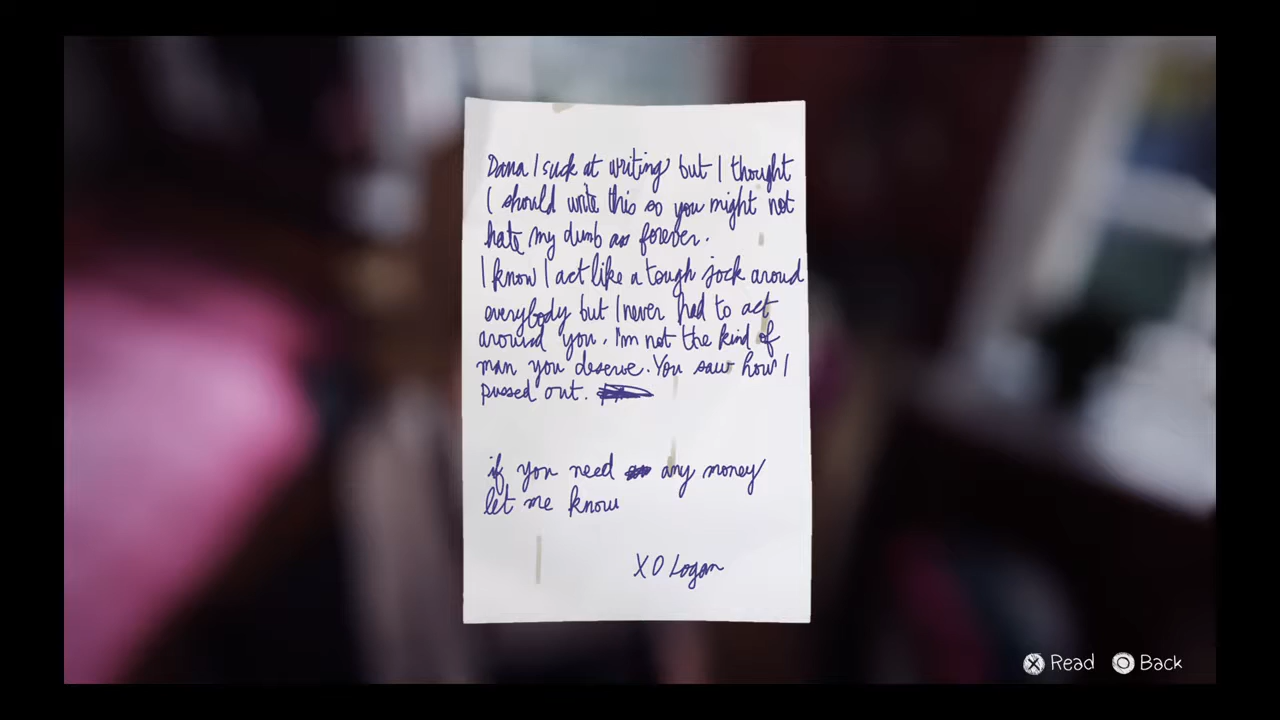 Dana I suck at writing but I thought
I should write this so you might not
hate my dumb ass forever.
I know I act like a tough jock aroud
everybody but I never had to act
around you. I'm not the kind of
man you deserve. You saw how I
pussed out.
if you need any money
let me know
XO Logan
Read Back